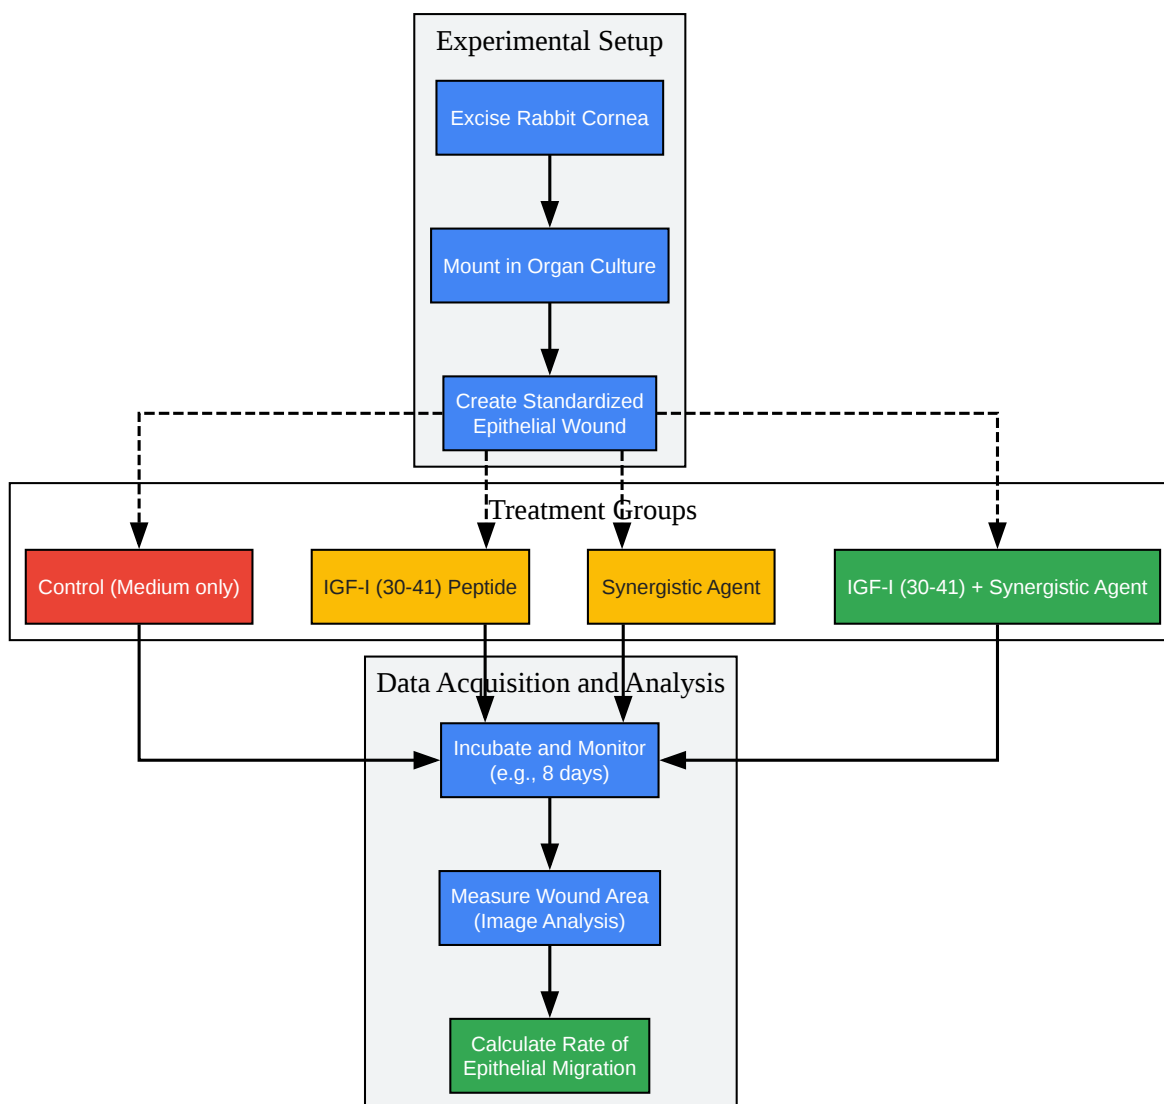 Experimental Setup
Excise Rabbit Cornea
Mount in Organ Culture
Create Standardized
Epithelial Wound
Treatment Groups
Control (Medium only)
IGF-I (30-41) Peptide
Synergistic Agent
IGF-I (30-41) + Synergistic Agent
Data Acquisition and Analysis
Incubate and Monitor
(e.g., 8 days)
Measure Wound Area
(Image Analysis)
Calculate Rate of
Epithelial Migration